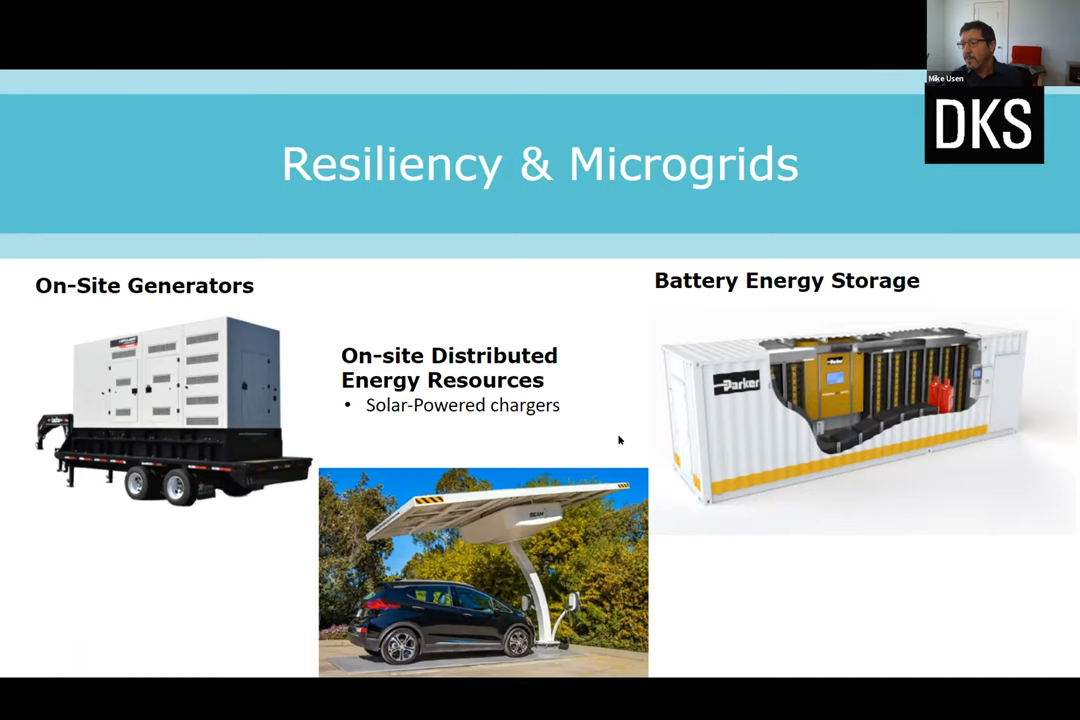 Mike Usen
DKS
Resiliency & Microgrids
On-Site Generators
Battery Energy Storage
On-site Distributed
Energy Resources
• Solar-Powered chargers
Parker
Parker
BEAM